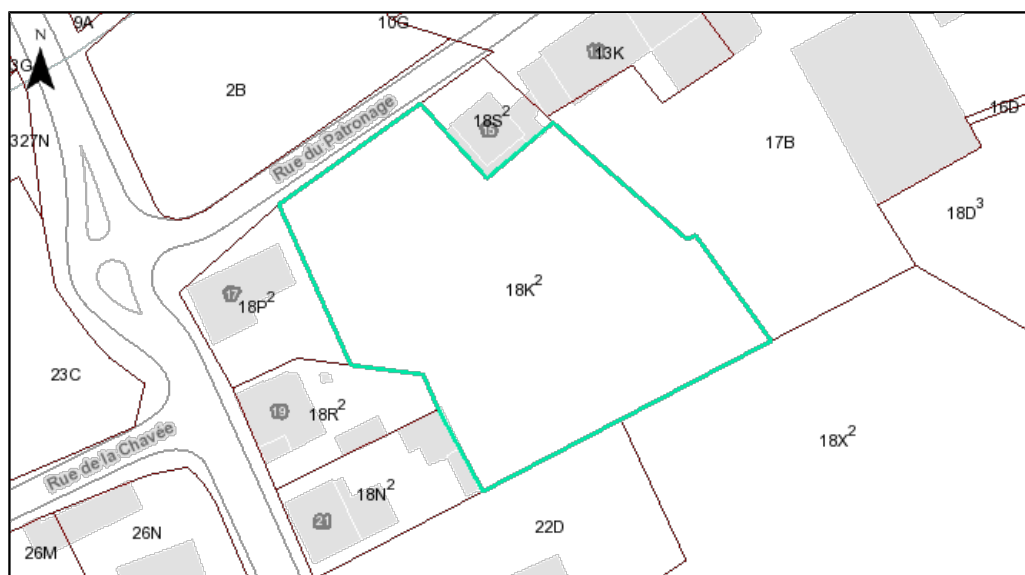 9A
10G
N
3G
2B
11
13K
18S²
15
16D
Rue du Patronage
327N
17B
18D³
17
18P²
18K²
23C
19
18R²
18X²
Rue de la Chavée
18N²
21
26N
22D
26M